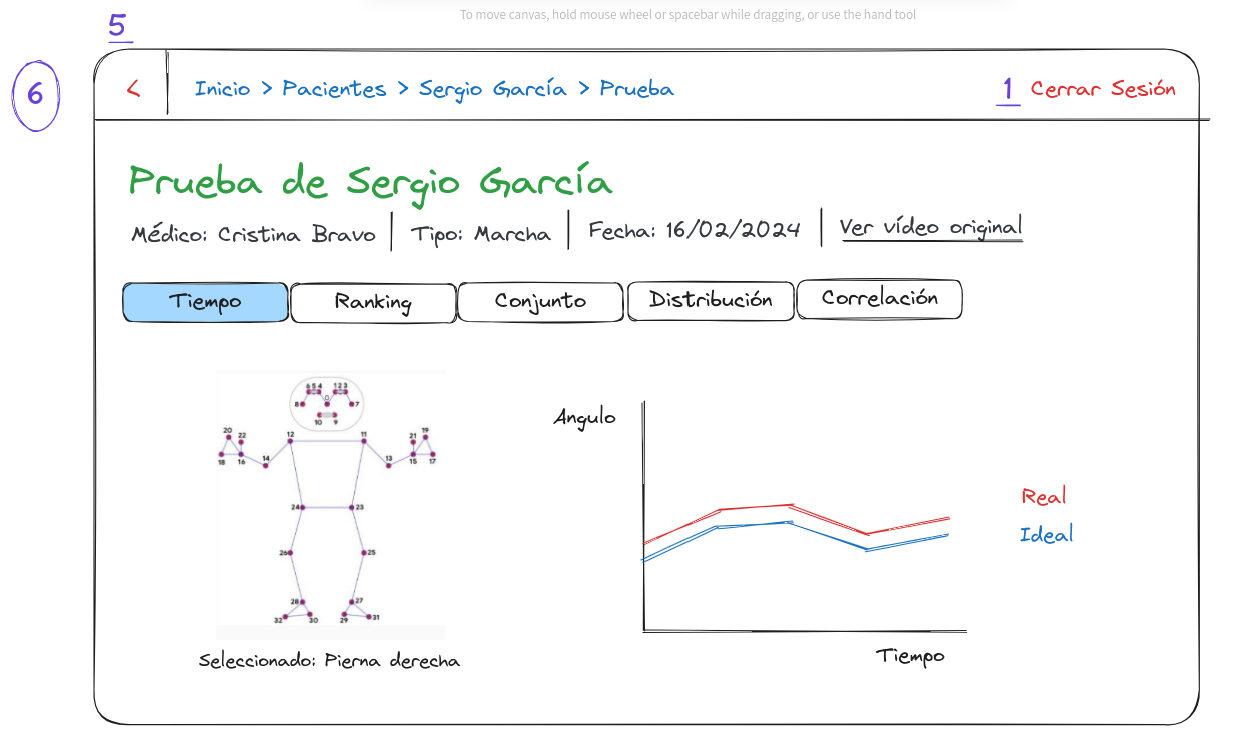 To move canvas, hold mouse wheel or spacebar while dragging, or use the hand tool
5
6
<
Inicio > Pacientes > Sergio García > Prueba
1 Cerrar Sesión
Prueba de Sergio García
Médico: Cristina Bravo
Tipo: Marcha
Fecha: 16/02/2024
Ver vídeo original
Tiempo
Ranking
Conjunto
Distribución
Correlación
6 5 4 1 2 3
8 0 7
10 9
20 22 12 11 21 19
18 16 14 13 15 17
24 23
26 25
28 27
32 30 29 31
Seleccionado: Pierna derecha
Angulo
Real
Ideal
Tiempo